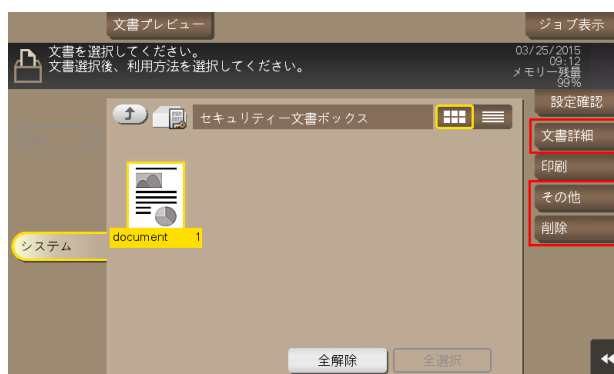 文書プレビュー
ジョブ表示
文書を選択してください。
文書選択後、利用方法を選択してください。
03/25/2015
09:12
メモリー残量
99%
設定確認
セキュリティー文書ボックス
文書詳細
印刷
その他
削除
システム
document 1
全解除
全選択